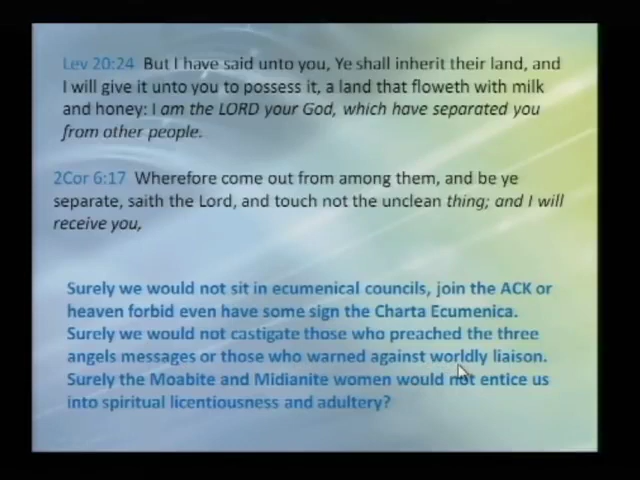 Lev 20:24 But I have said unto you, Ye shall inherit their land, and
I will give it unto you to possess it, a land that floweth with milk
and honey: I am the LORD your God, which have separated you
from other people.
2Cor 6:17 Wherefore come out from among them, and be ye
separate, saith the Lord, and touch not the unclean thing; and I will
receive you,
Surely we would not sit in ecumenical councils, join the ACK or
heaven forbid even have some sign the Charta Ecumenica.
Surely we would not castigate those who preached the three
angels messages or those who warned against worldly liaison.
Surely the Moabite and Midianite women would not entice us
into spiritual licentiousness and adultery?